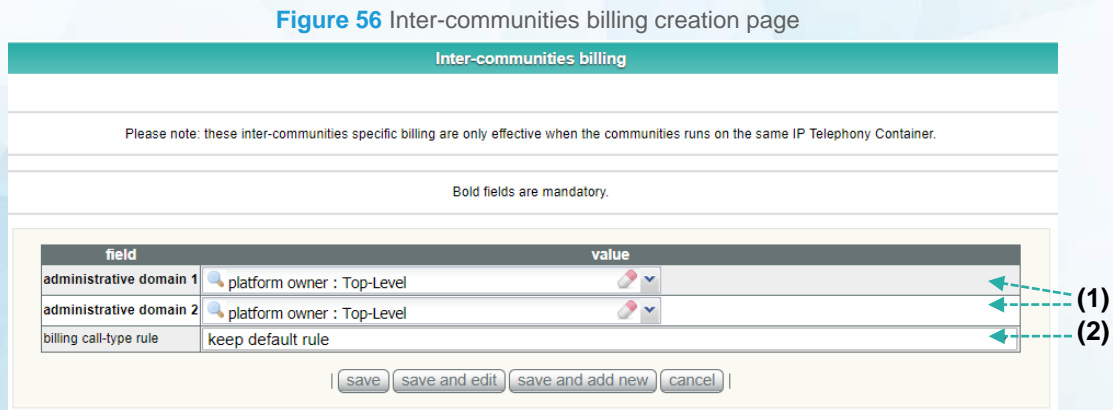 Figure 56 Inter-communities billing creation page
Inter-communities billing
Please note: these inter-communities specific billing are only effective when the communities runs on the same IP Telephony Container.
Bold fields are mandatory.
field value
administrative domain 1 platform owner : Top-Level
(1)
administrative domain 2 platform owner : Top-Level
billing call-type rule keep default rule
(2)
| save save and edit save and add new cancel |